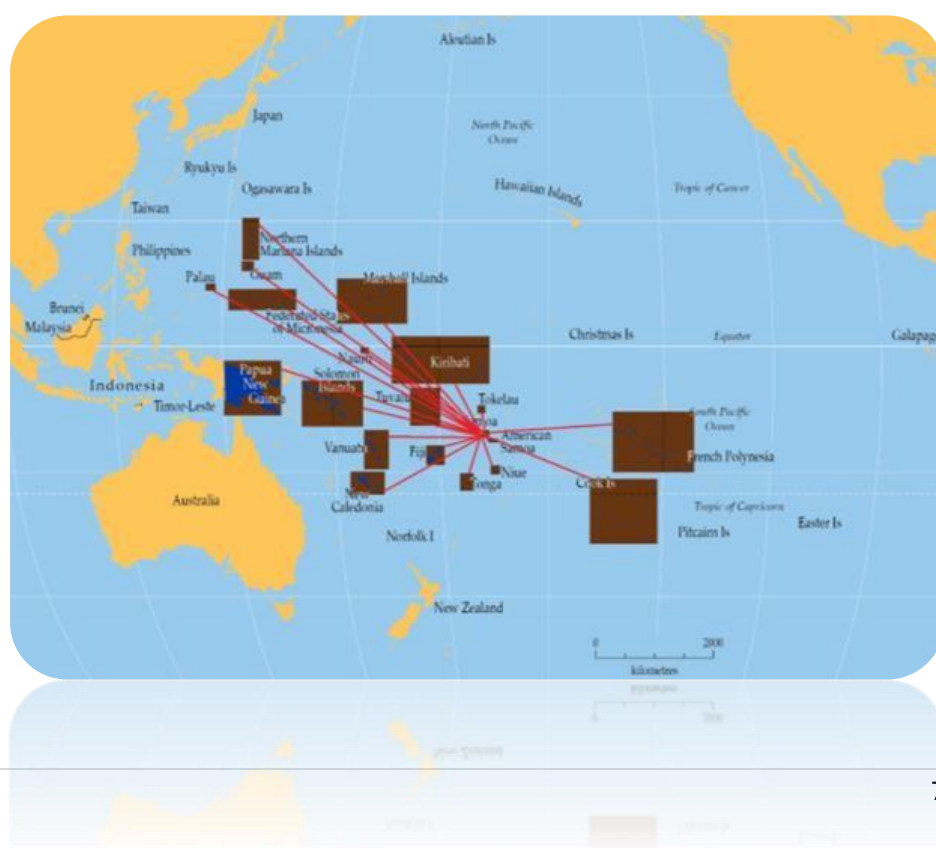 Aleutian Is
Japan
North Pacific
Ocean
Ryukyu Is
Ogasawara Is
Hawaiian Islands
Tropic of Cancer
Taiwan
Philippines
Northern
Mariana Islands
Guam
Palau
Marshall Islands
Federated States
of Micronesia
Brunei
Malaysia
Christmas Is
Equator
Galapag
Nauru
Kiribati
Papua
New
Guinea
Solomon
Islands
Indonesia
Timor-Leste
Tuvalu
Tokelau
American
Samoa
South Pacific
Ocean
Vanuatu
Fiji
French Polynesia
Niue
Tonga
Cook Is
New
Caledonia
Australia
Tropic of Capricorn
Easter Is
Pitcairn Is
Norfolk I
New Zealand
0 2000
kilometres